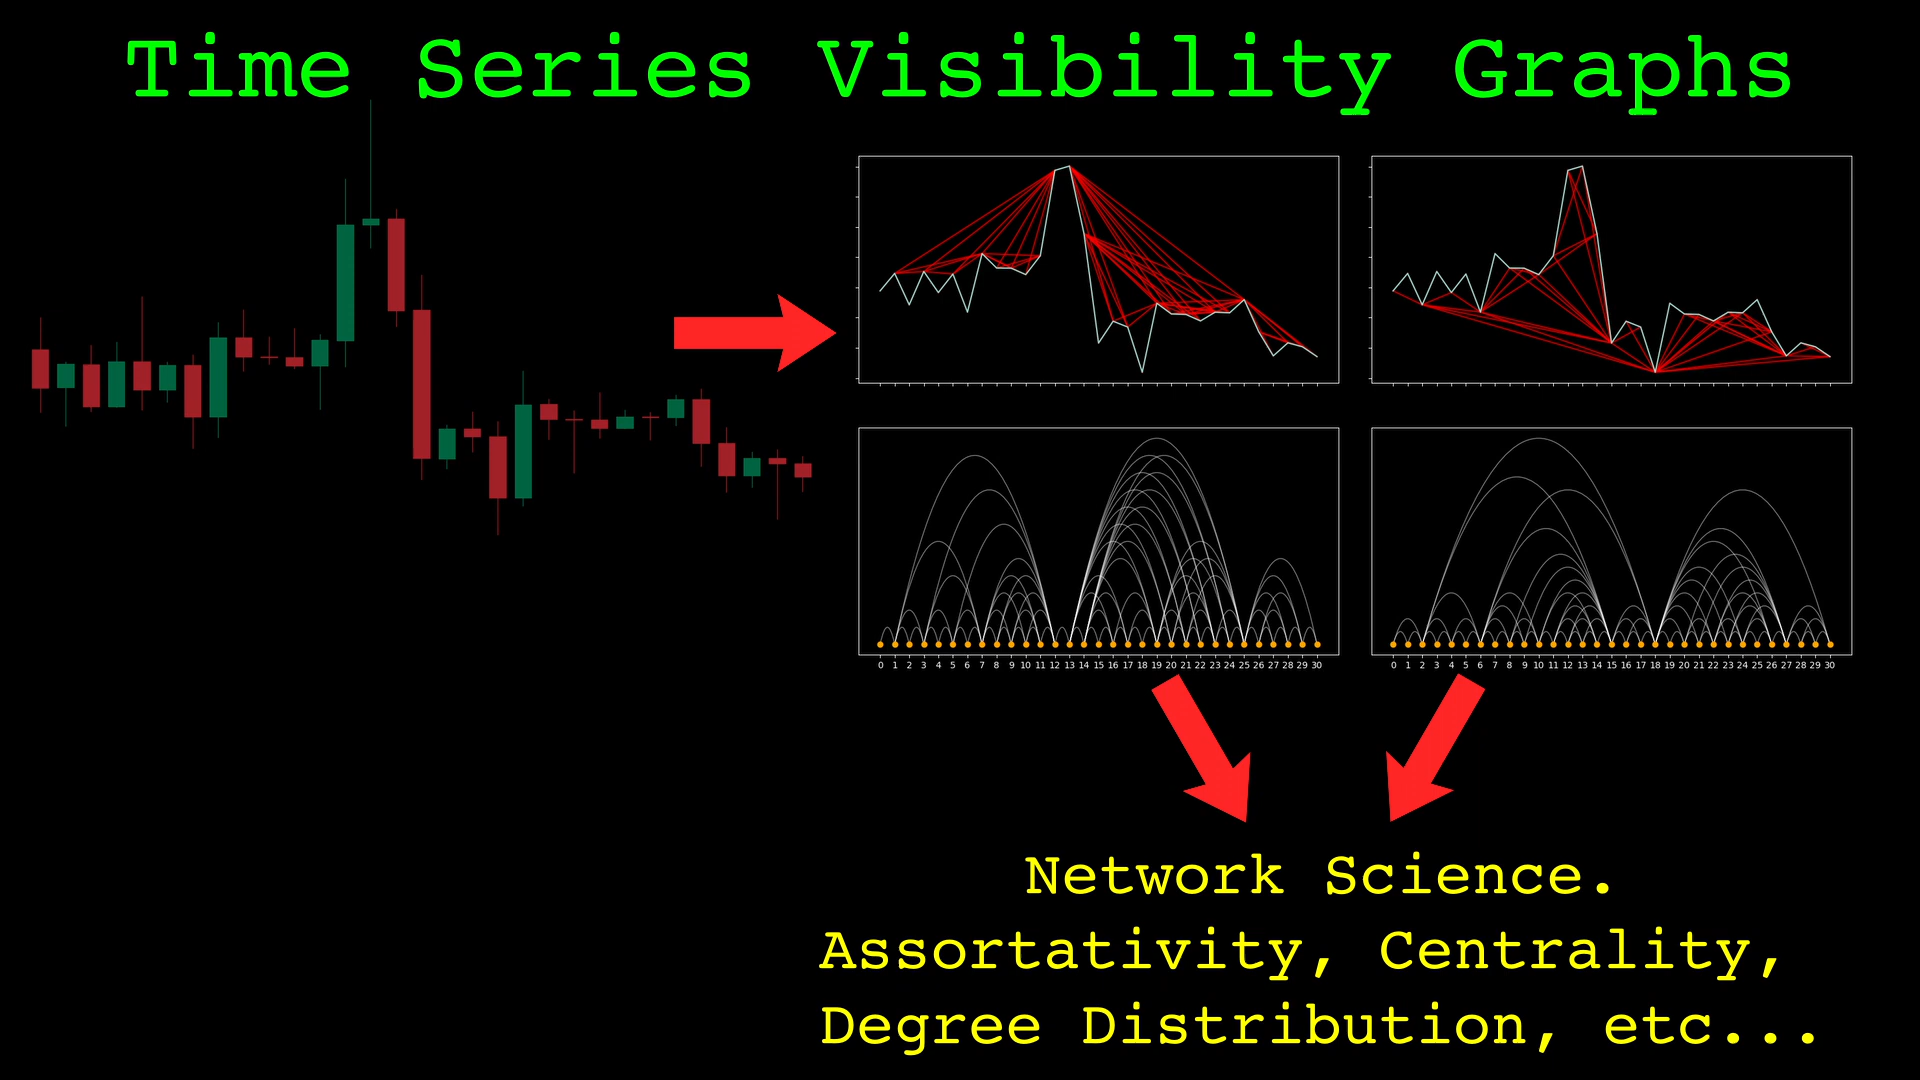 Time Series Visibility Graphs
0 1 2 3 4 5 6 7 8 9 10 11 12 13 14 15 16 17 18 19 20 21 22 23 24 25 26 27 28 29 30
0 1 2 3 4 5 6 7 8 9 10 11 12 13 14 15 16 17 18 19 20 21 22 23 24 25 26 27 28 29 30
Network Science.
Assortativity, Centrality,
Degree Distribution, etc...